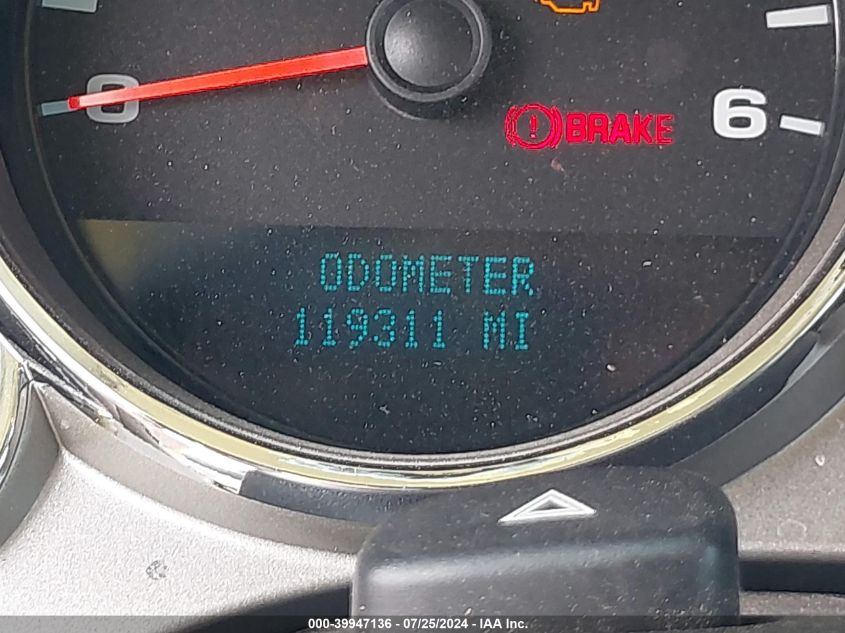 0
BRAKE
6
ODOMETER
119311 MI
000-39947136 - 07/25/2024 - IAA Inc.